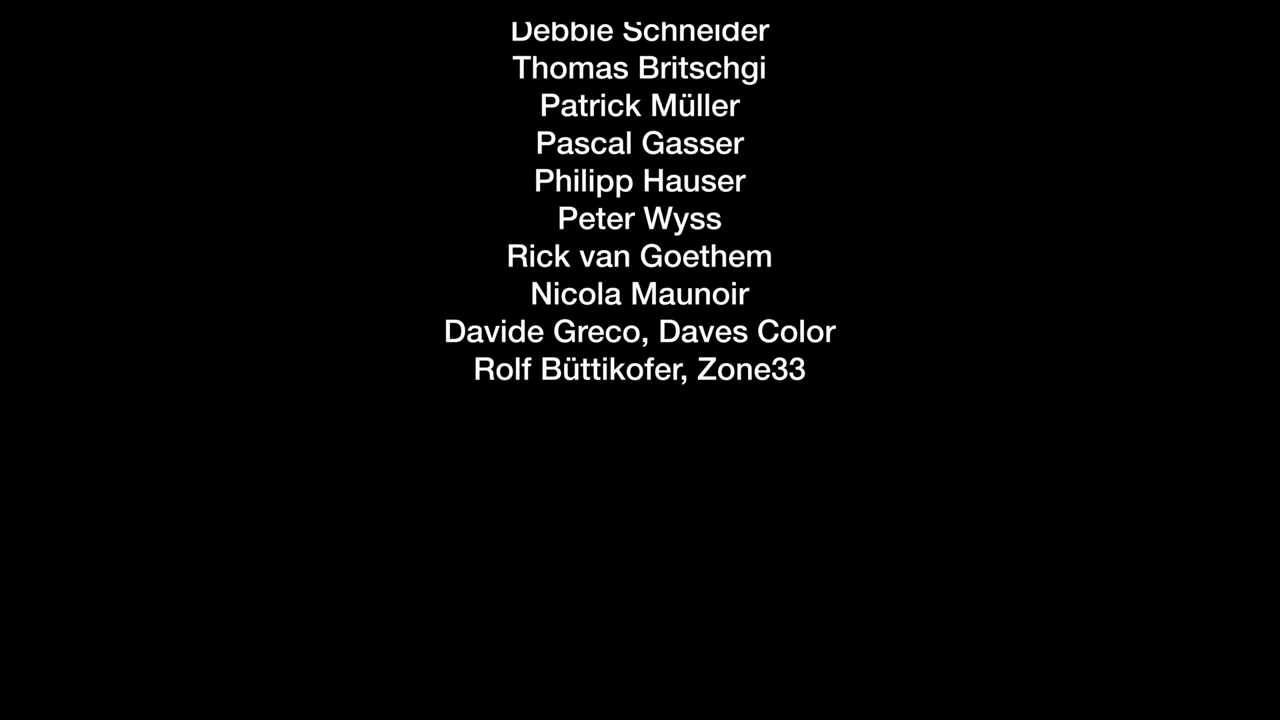 Debbie Schneider
Thomas Britschgi
Patrick Müller
Pascal Gasser
Philipp Hauser
Peter Wyss
Rick van Goethem
Nicola Maunoir
Davide Greco, Daves Color
Rolf Büttikofer, Zone33